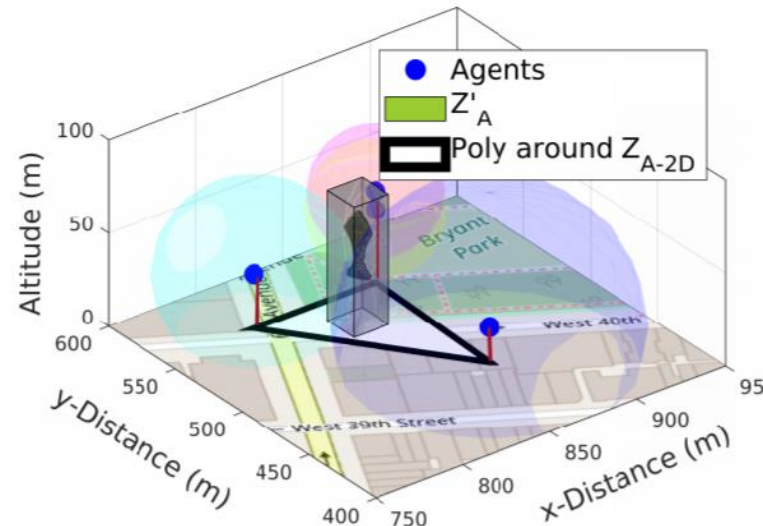 Agents
Z'A
Poly around ZA-2D
100
50
0
Altitude (m)
600
550
500
450
400
y-Distance (m)
750
800
850
900
95
x-Distance (m)
Bryant
Park
West 40th
West 39th Street
Avenue